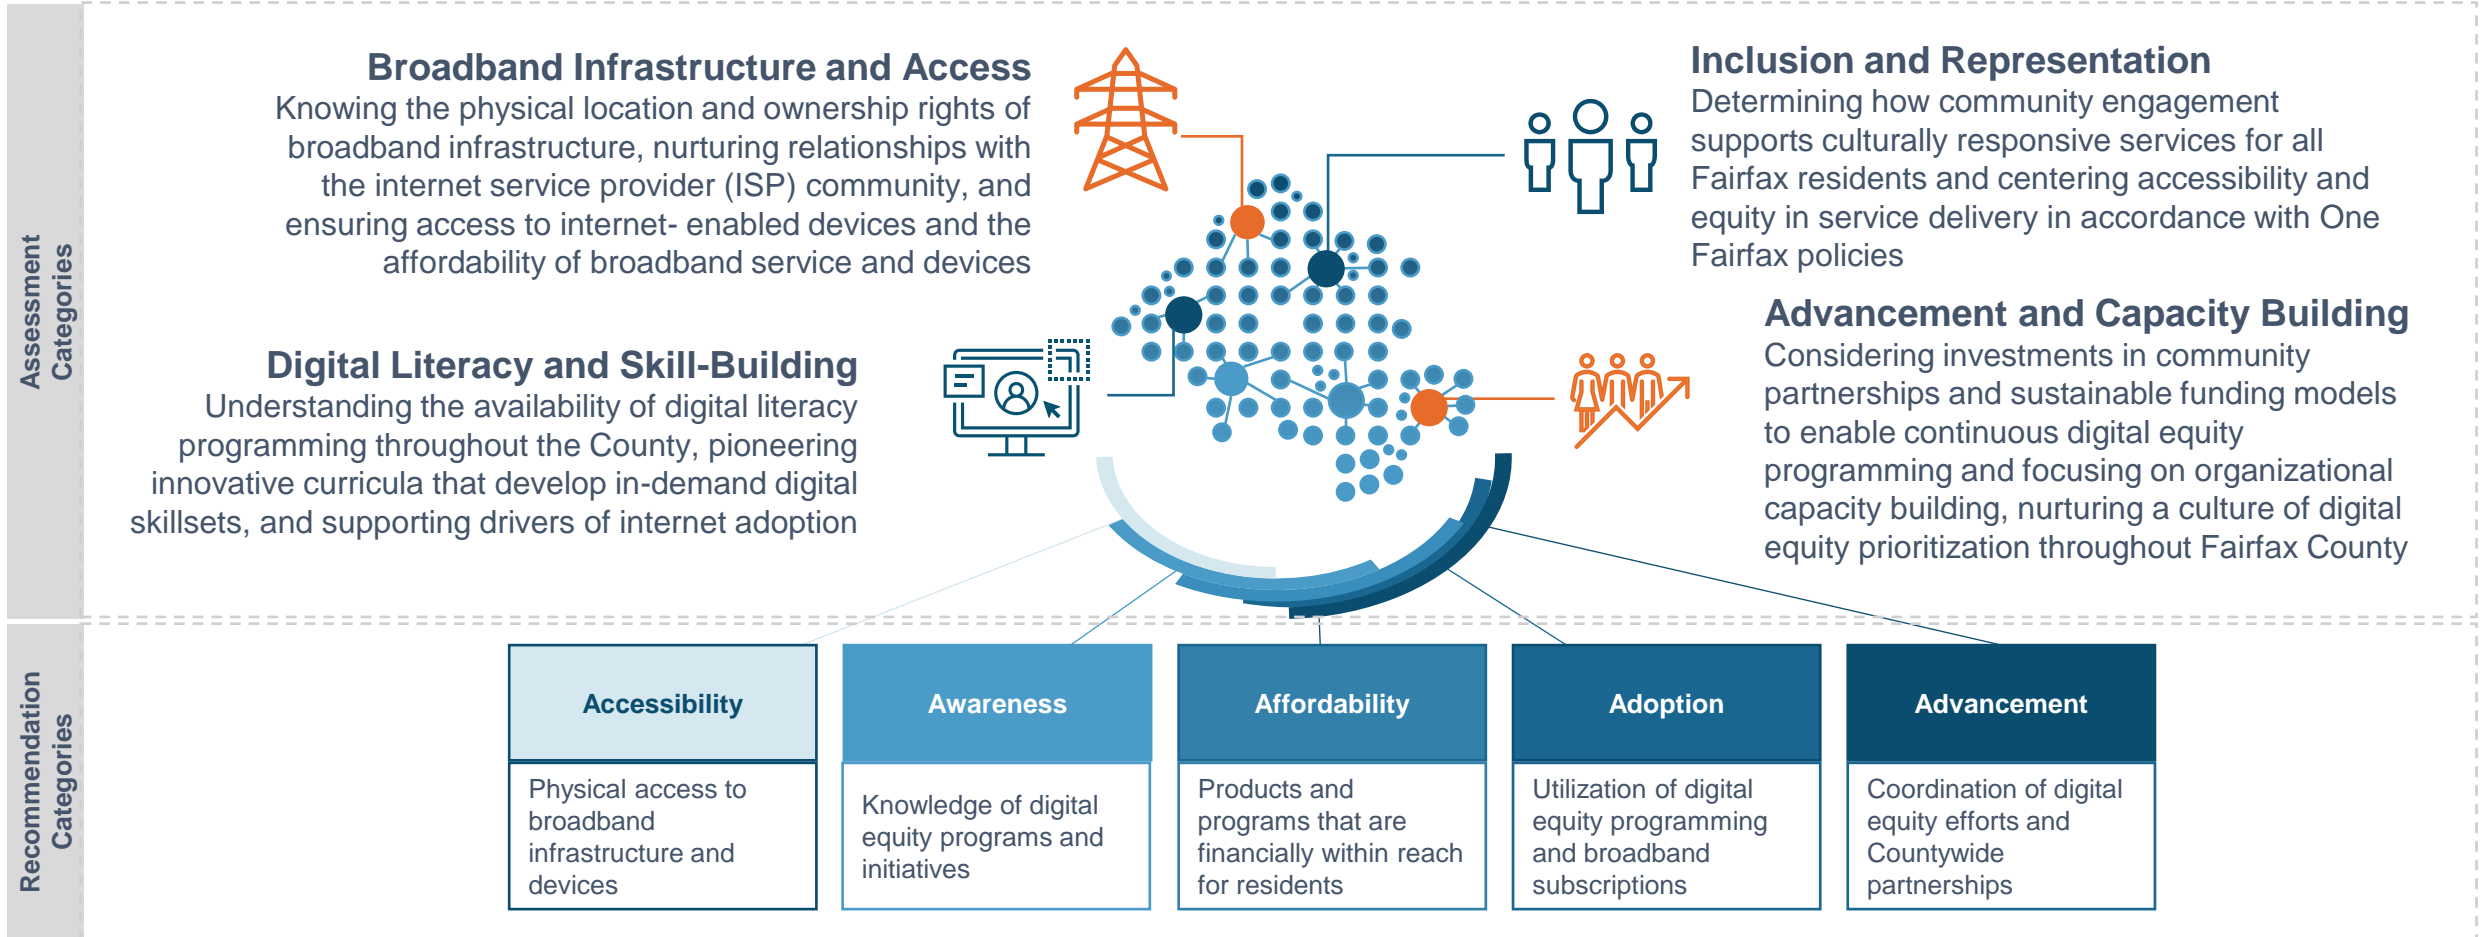 Assessment
Categories
Broadband Infrastructure and Access
Knowing the physical location and ownership rights of
broadband infrastructure, nurturing relationships with
the internet service provider (ISP) community, and
ensuring access to internet- enabled devices and the
affordability of broadband service and devices
Digital Literacy and Skill-Building
Understanding the availability of digital literacy
programming throughout the County, pioneering
innovative curricula that develop in-demand digital
skillsets, and supporting drivers of internet adoption
Inclusion and Representation
Determining how community engagement
supports culturally responsive services for all
Fairfax residents and centering accessibility and
equity in service delivery in accordance with One
Fairfax policies
Advancement and Capacity Building
Considering investments in community
partnerships and sustainable funding models
to enable continuous digital equity
programming and focusing on organizational
capacity building, nurturing a culture of digital
equity prioritization throughout Fairfax County
Recommendation
Categories
Accessibility
Physical access to
broadband
infrastructure and
devices
Awareness
Knowledge of digital
equity programs and
initiatives
Affordability
Products and
programs that are
financially within reach
for residents
Adoption
Utilization of digital
equity programming
and broadband
subscriptions
Advancement
Coordination of digital
equity efforts and
Countywide
partnerships